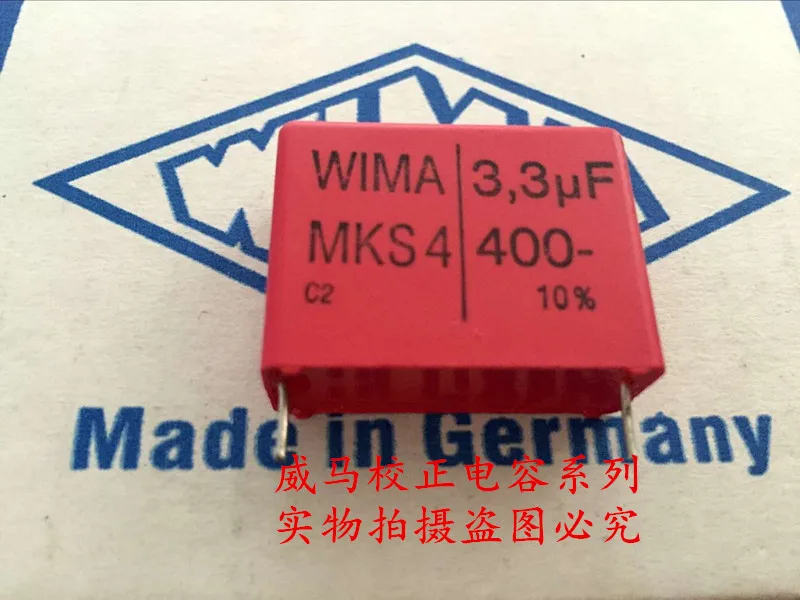 WIMA
WIMA 3,3µF
MKS 4 400-
C2 10%
Made in Germany
威马校正电容系列
实物拍摄盗图必究